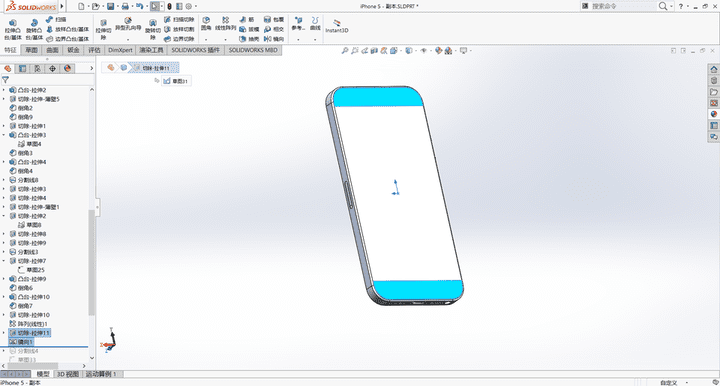 SOLIDWORKS
iPhone 5 - 副本.SLDPRT *
搜索命令
拉伸凸台/基体
旋转凸台/基体
扫描
放样凸台/基体
边界凸台/基体
拉伸切除
异型孔向导
旋转切除
扫描切除
放样切割
边界切除
圆角
线性阵列
筋
拔模
抽壳
包覆
相交
镜向
参考...
曲线
Instant3D
特征
草图
曲面
钣金
评估
DimXpert
渲染工具
SOLIDWORKS 插件
SOLIDWORKS MBD
切除-拉伸11
草图31
凸台-拉伸2
切除-拉伸-薄壁5
倒角2
倒角9
切除-拉伸1
凸台-拉伸3
草图4
倒角3
凸台-拉伸4
倒角4
分割线8
切除-拉伸3
切除-拉伸4
切除-拉伸-薄壁1
切除-拉伸2
草图8
切除-拉伸8
切除-拉伸9
分割线3
切除-拉伸7
草图25
凸台-拉伸9
倒角6
凸台-拉伸10
倒角7
切除-拉伸10
阵列(线性)1
切除-拉伸11
镜向1
分割线4
草图33
模型
3D 视图
运动算例 1
iPhone 5 - 副本
自定义